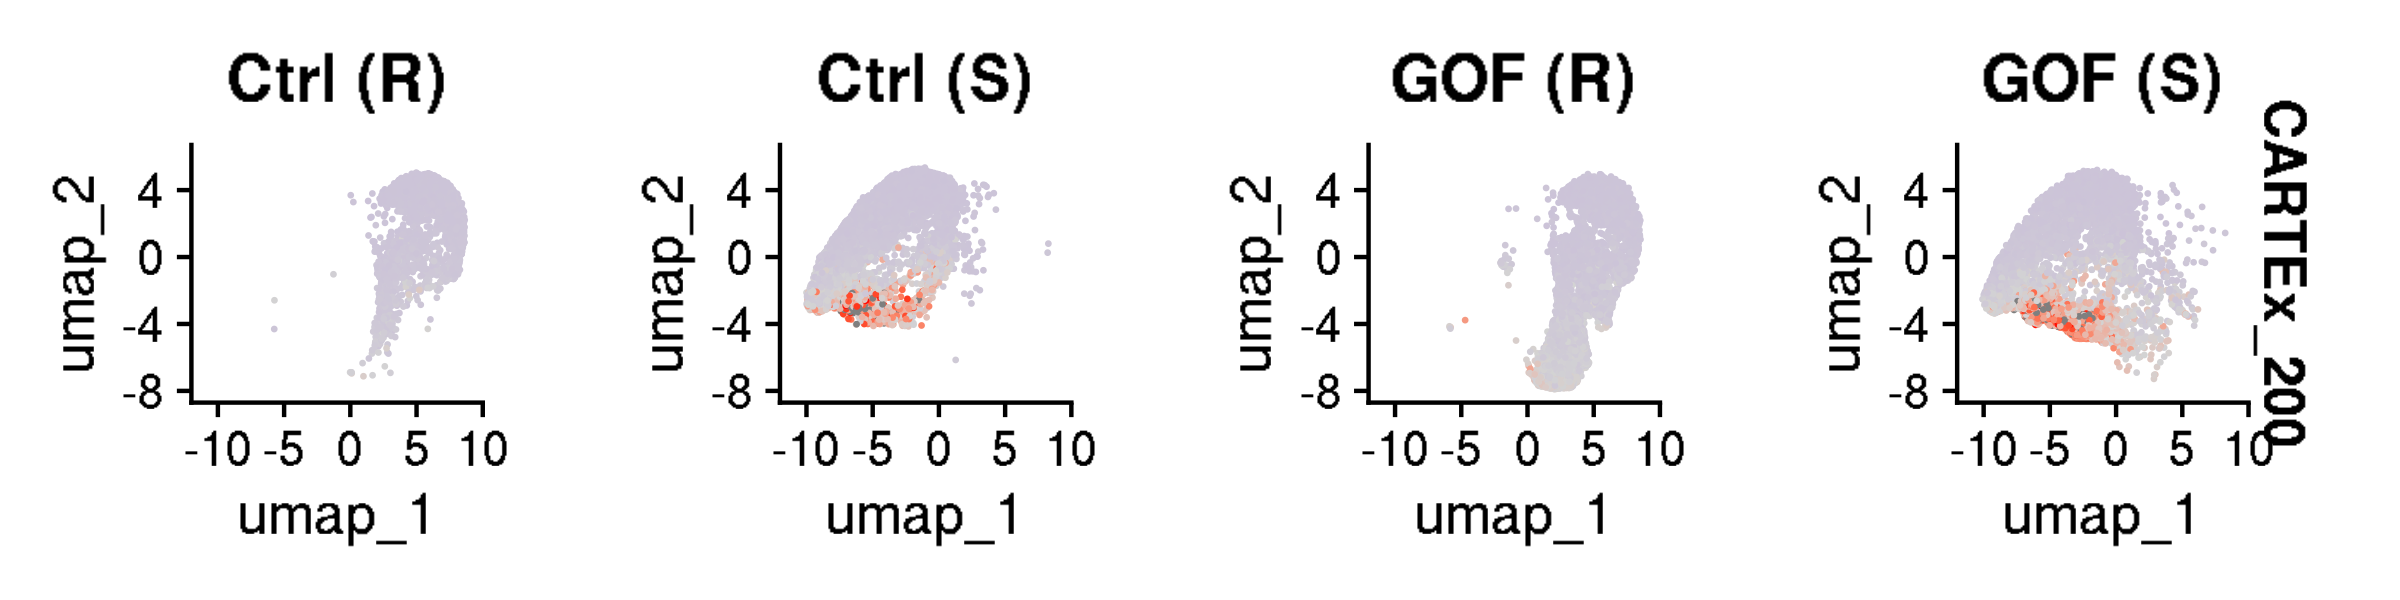 Ctrl (R)
Ctrl (S)
GOF (R)
GOF (S)
umap_2
4
0
-4
-8
-10 -5 0 5 10
umap_1
umap_2
4
0
-4
-8
-10 -5 0 5 10
umap_1
umap_2
4
0
-4
-8
-10 -5 0 5 10
umap_1
umap_2
4
0
-4
-8
-10 -5 0 5 10
umap_1
CARTEx_200